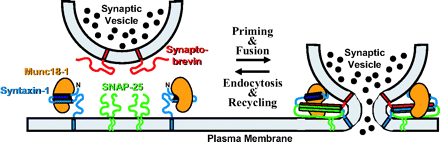 Synaptic
Vesicle
Synapto-
brevin
Munc18-1
Syntaxin-1
N
SNAP-25
N
Priming
&
Fusion
Endocytosis
&
Recycling
Synaptic
Vesicle
Plasma Membrane